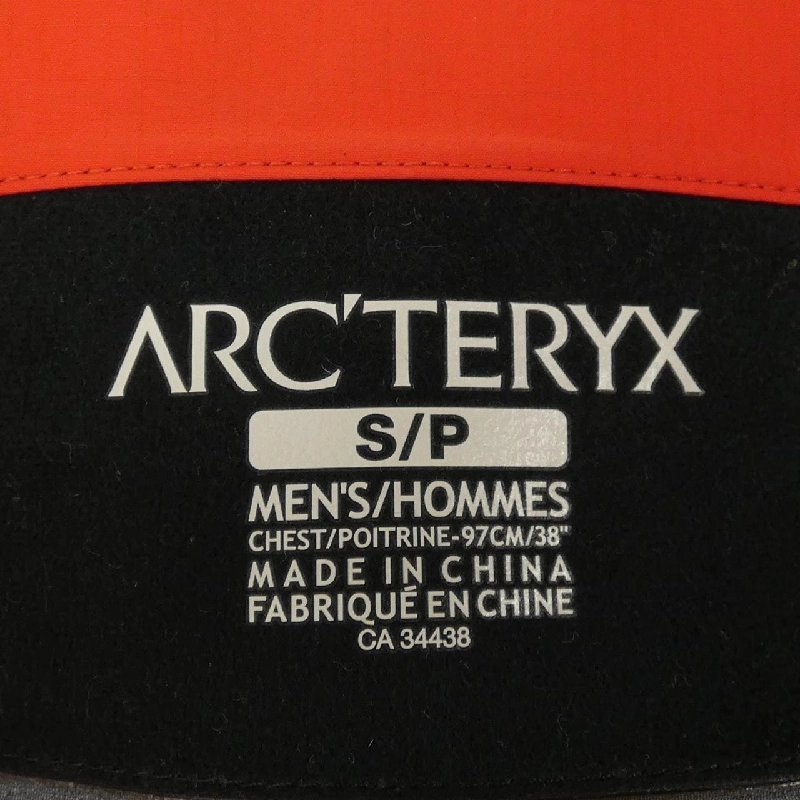 ARC'TERYX
S/P
MEN'S/HOMMES
CHEST/POITRINE-97CM/38"
MADE IN CHINA
FABRIQUÉ EN CHINE
CA 34438